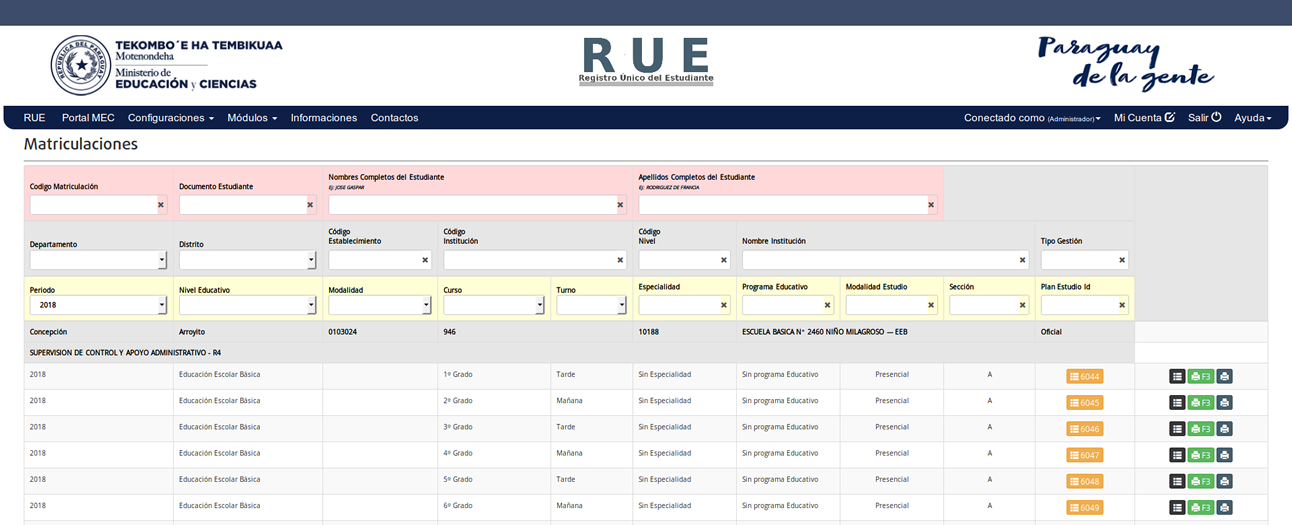 TEKOMBO´E HA TEMBIKUAA
Motenondeha
Ministerio de
EDUCACIÓN y CIENCIAS
REPUBLICA DEL PARAGUAY
RUE
Registro Único del Estudiante
Paraguay
de la gente
RUE Portal MEC Configuraciones Módulos Informaciones Contactos Conectado como (Administrador) Mi Cuenta Salir Ayuda
Matriculaciones
Codigo Matriculación Documento Estudiante Nombres Completos del Estudiante Apellidos Completos del Estudiante
Ej: JOSE GASPAR Ej: RODRIGUEZ DE FRANCIA
Departamento Distrito Código Establecimiento Código Institución Código Nivel Nombre Institución Tipo Gestión
Periodo Nivel Educativo Modalidad Curso Turno Especialidad Programa Educativo Modalidad Estudio Sección Plan Estudio Id
2018
Concepción Arroyito 0103024 946 10188 ESCUELA BASICA N° 2460 NIÑO MILAGROSO --- EEB Oficial
SUPERVISION DE CONTROL Y APOYO ADMINISTRATIVO - R4
2018 Educación Escolar Básica 1º Grado Tarde Sin Especialidad Sin programa Educativo Presencial A 6044 F3
2018 Educación Escolar Básica 2º Grado Mañana Sin Especialidad Sin programa Educativo Presencial A 6045 F3
2018 Educación Escolar Básica 3º Grado Tarde Sin Especialidad Sin programa Educativo Presencial A 6046 F3
2018 Educación Escolar Básica 4º Grado Mañana Sin Especialidad Sin programa Educativo Presencial A 6047 F3
2018 Educación Escolar Básica 5º Grado Tarde Sin Especialidad Sin programa Educativo Presencial A 6048 F3
2018 Educación Escolar Básica 6º Grado Mañana Sin Especialidad Sin programa Educativo Presencial A 6049 F3